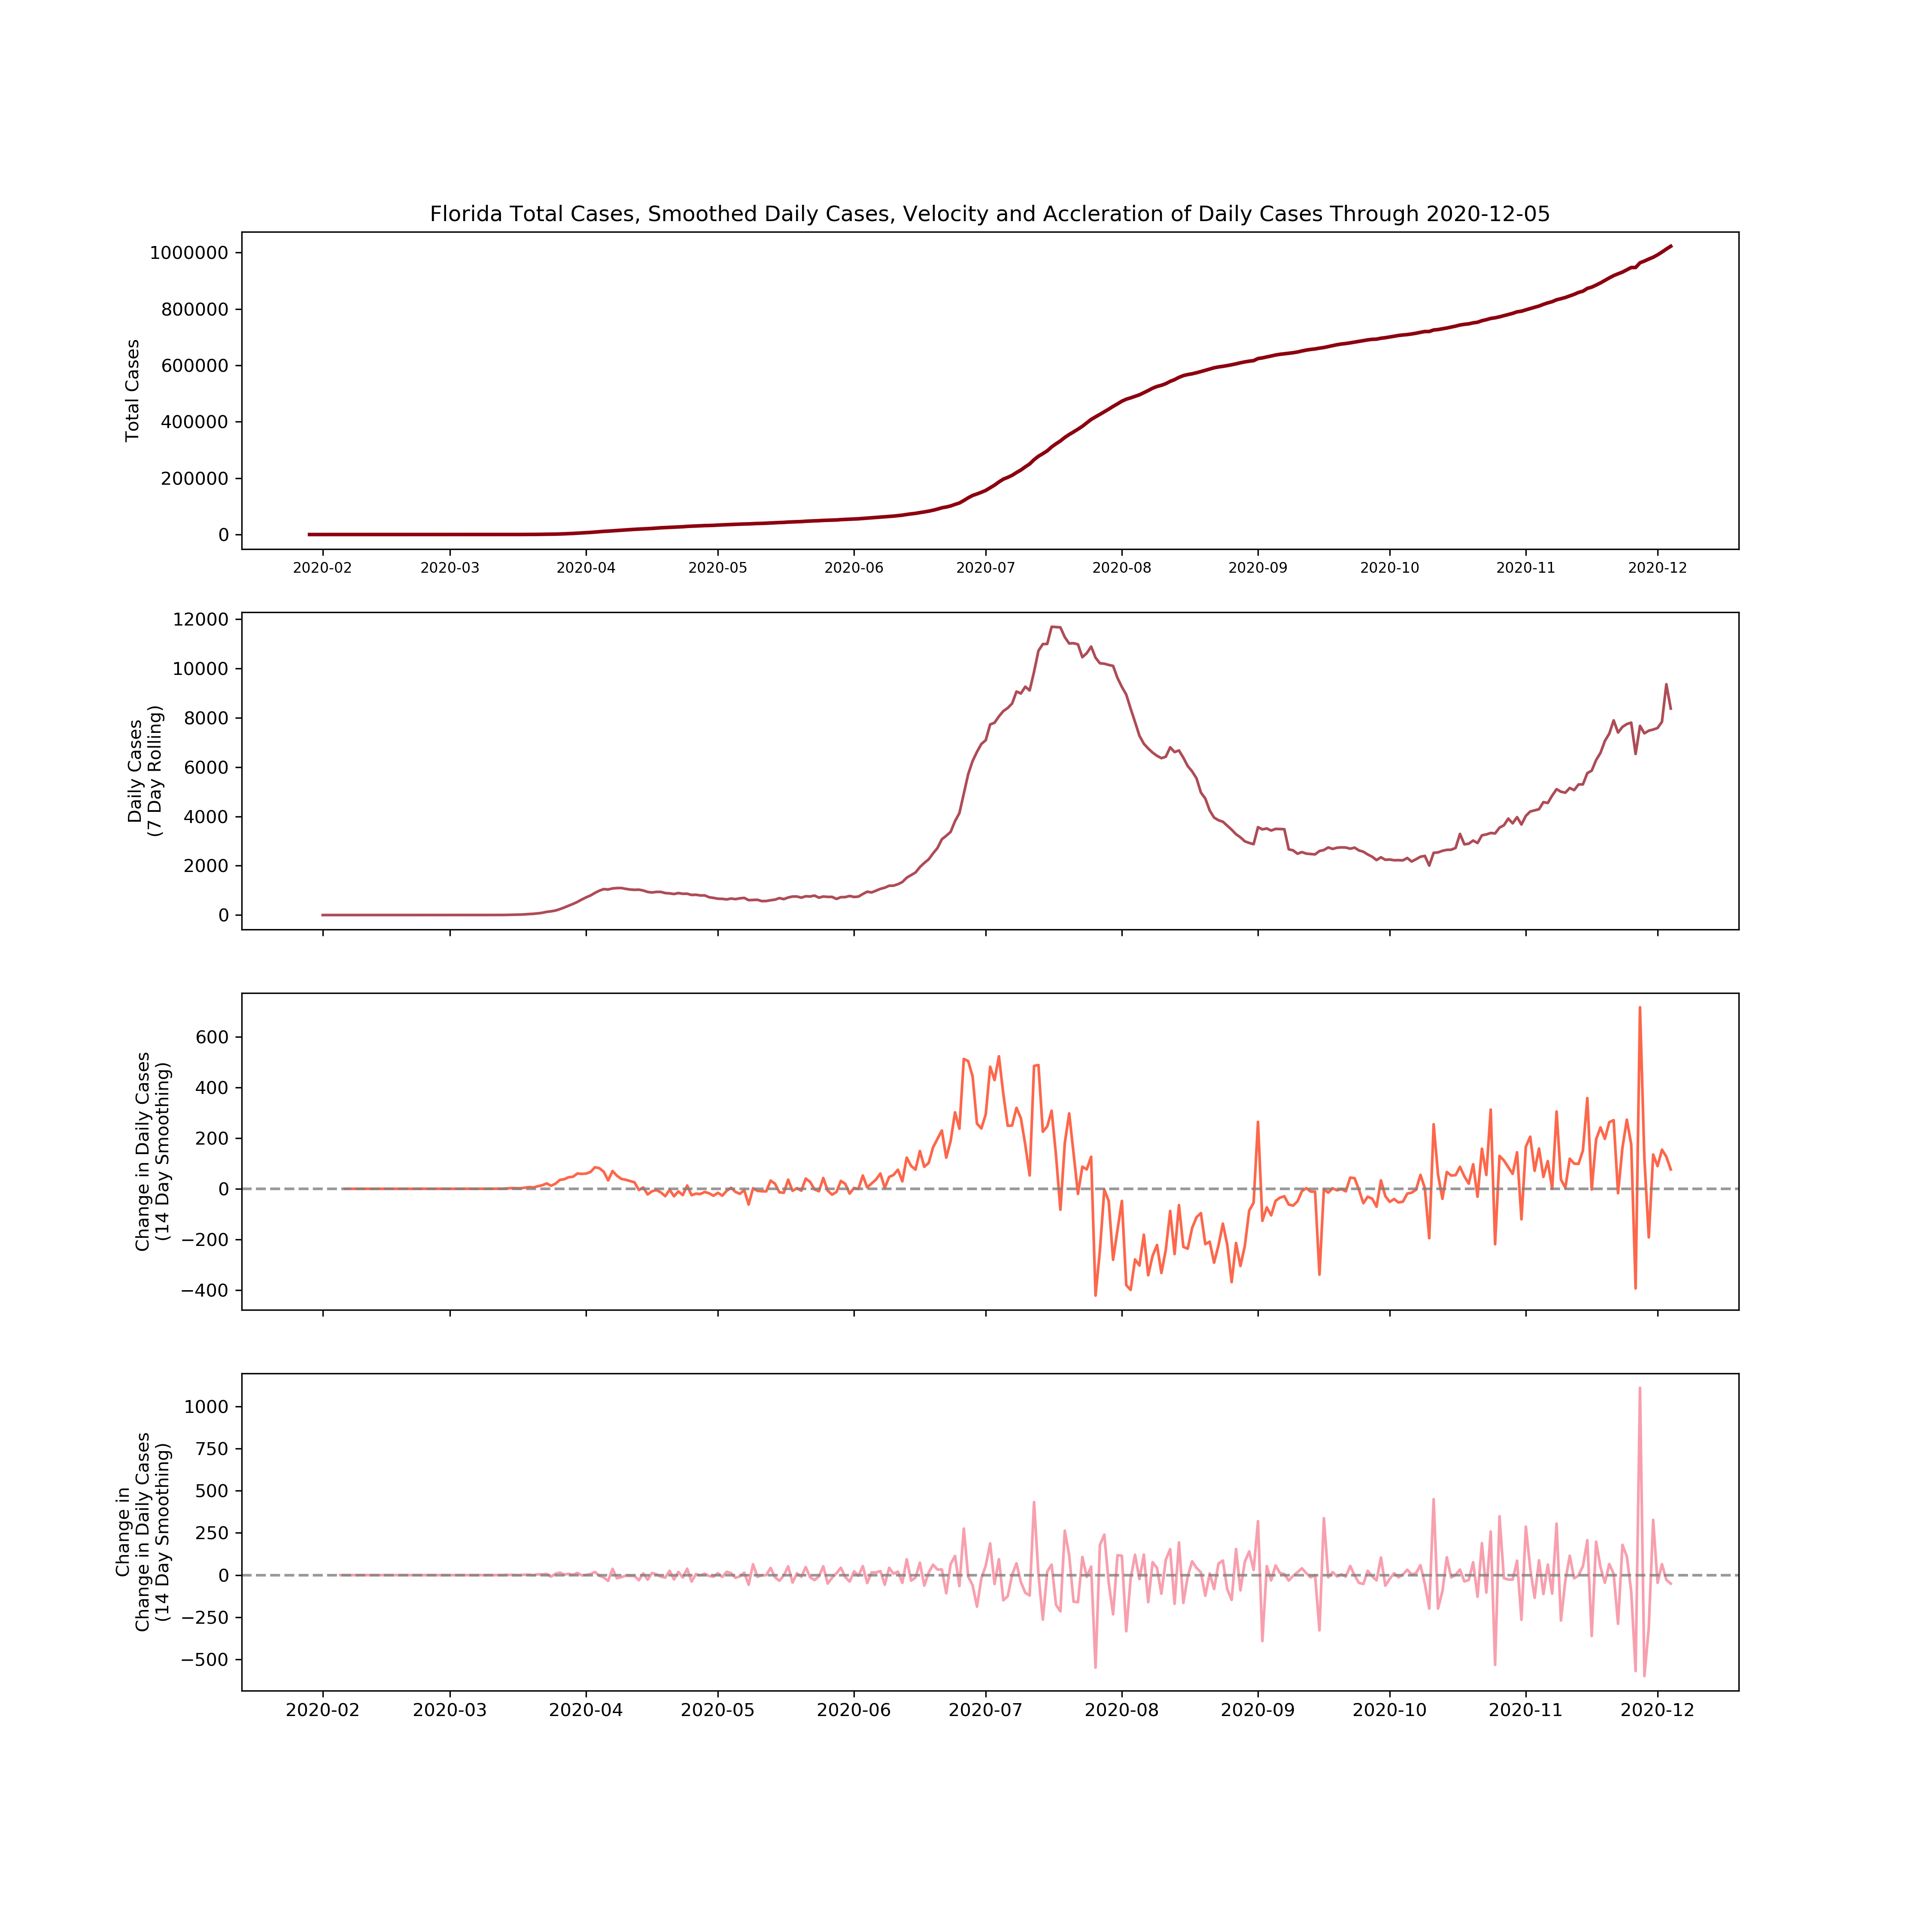 Florida Total Cases, Smoothed Daily Cases, Velocity and Accleration of Daily Cases Through 2020-12-05
Total Cases
1000000
800000
600000
400000
200000
0
2020-02 2020-03 2020-04 2020-05 2020-06 2020-07 2020-08 2020-09 2020-10 2020-11 2020-12
Daily Cases
(7 Day Rolling)
12000
10000
8000
6000
4000
2000
0
Change in Daily Cases
(14 Day Smoothing)
600
400
200
0
−200
−400
Change in
Change in Daily Cases
(14 Day Smoothing)
1000
750
500
250
0
−250
−500
2020-02 2020-03 2020-04 2020-05 2020-06 2020-07 2020-08 2020-09 2020-10 2020-11 2020-12